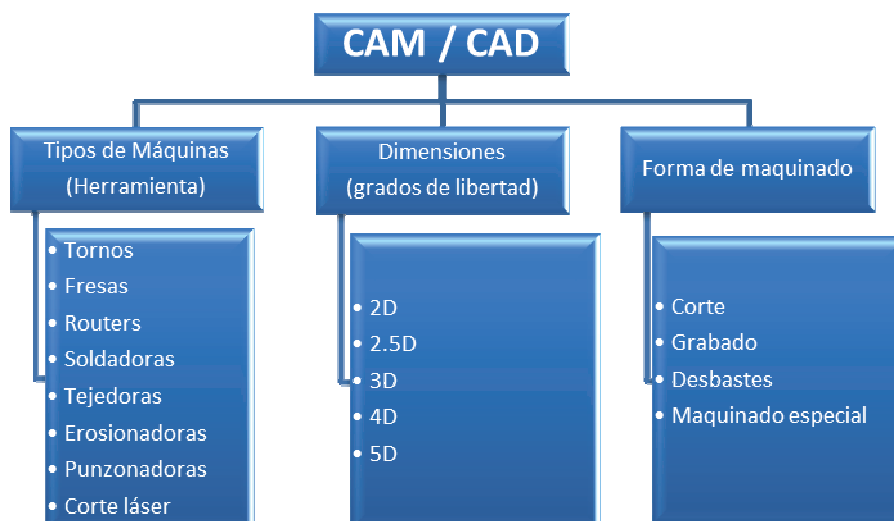 CAM / CAD
Tipos de Máquinas
(Herramienta)
• Tornos
• Fresas
• Routers
• Soldadoras
• Tejedoras
• Erosionadoras
• Punzonadoras
• Corte láser
Dimensiones
(grados de libertad)
• 2D
• 2.5D
• 3D
• 4D
• 5D
Forma de maquinado
• Corte
• Grabado
• Desbastes
• Maquinado especial